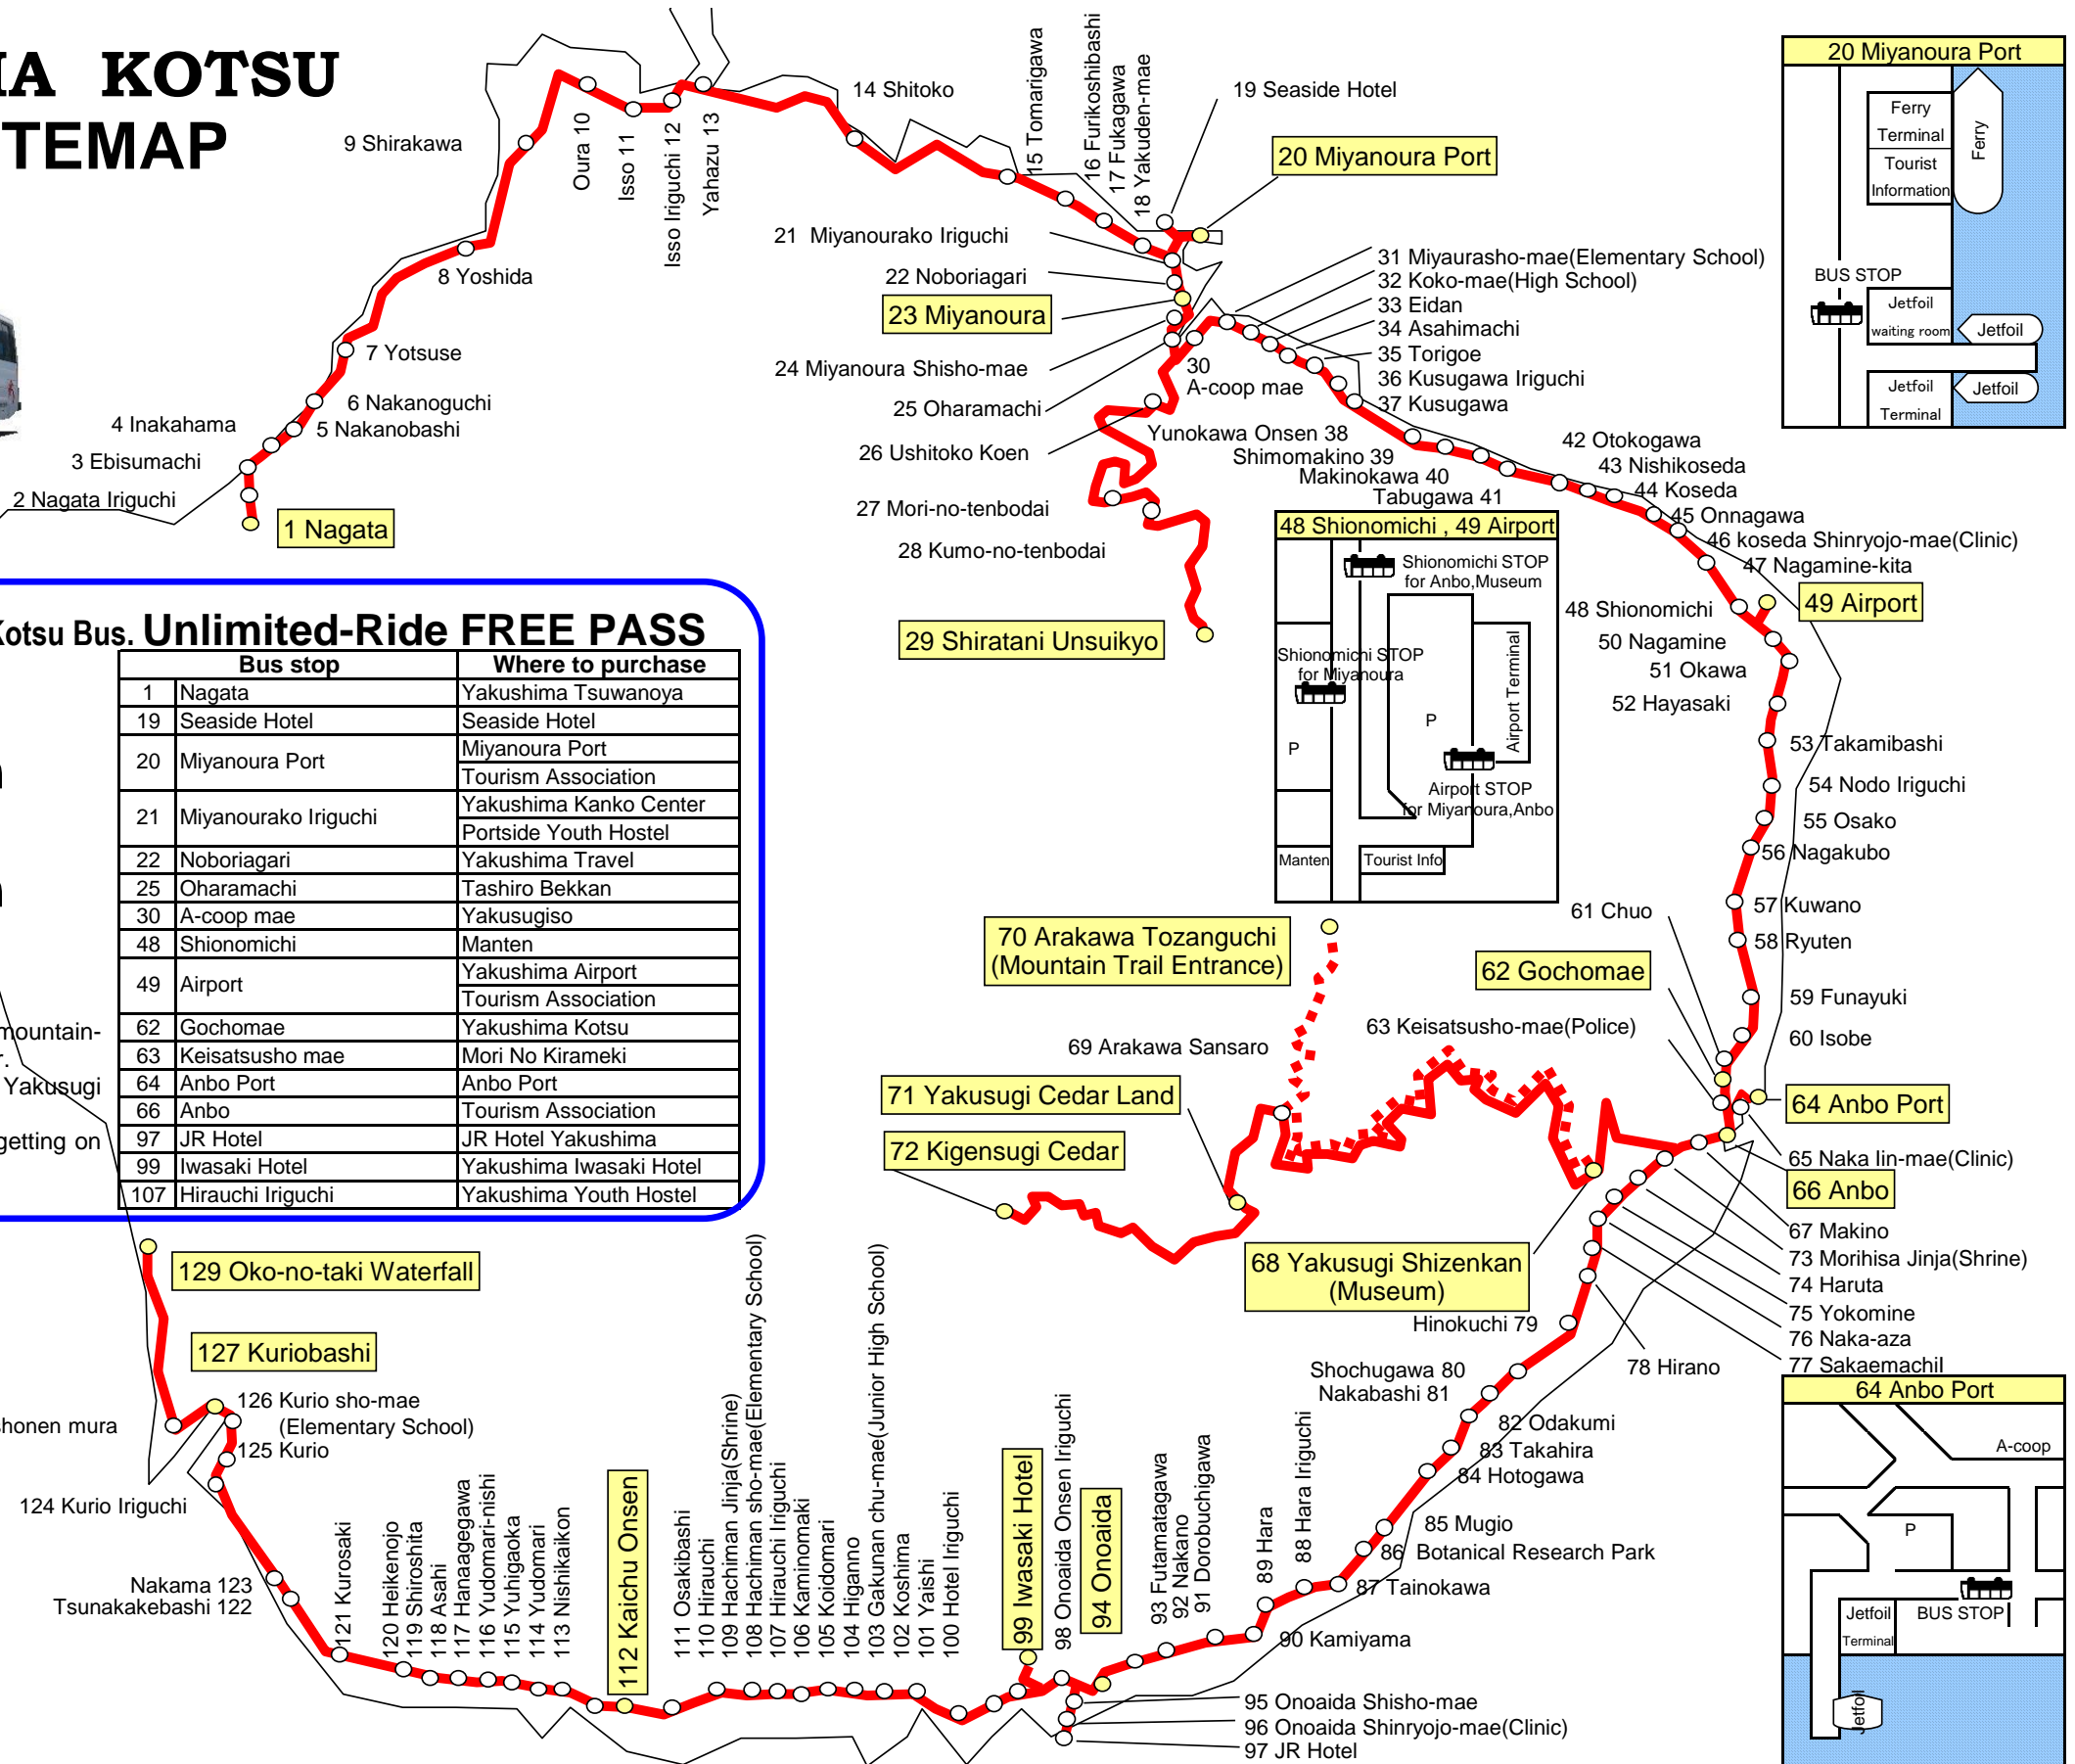 IA KOTSU
TEMAP
9 Shirakawa
Oura 10
Isso 11
Isso Iriguchi 12
Yahazu 13
14 Shitoko
15 Tomarigawa
16 Furikoshibashi
17 Fukagawa
18 Yakuden-mae
19 Seaside Hotel
20 Miyanoura Port
8 Yoshida
7 Yotsuse
6 Nakanoguchi
5 Nakanobashi
4 Inakahama
3 Ebisumachi
2 Nagata Iriguchi
1 Nagata
21 Miyanourako Iriguchi
22 Noboriagari
23 Miyanoura
24 Miyanoura Shisho-mae
25 Oharamachi
26 Ushitoko Koen
27 Mori-no-tenbodai
28 Kumo-no-tenbodai
29 Shiratani Unsuikyo
30
A-coop mae
31 Miyaurasho-mae(Elementary School)
32 Koko-mae(High School)
33 Eidan
34 Asahimachi
35 Torigoe
36 Kusugawa Iriguchi
37 Kusugawa
Yunokawa Onsen 38
Shimomakino 39
Makinokawa 40
Tabugawa 41
42 Otokogawa
43 Nishikoseda
44 Koseda
45 Onnagawa
46 koseda Shinryojo-mae(Clinic)
47 Nagamine-kita
48 Shionomichi
49 Airport
50 Nagamine
51 Okawa
52 Hayasaki
53 Takamibashi
54 Nodo Iriguchi
55 Osako
56 Nagakubo
57 Kuwano
58 Ryuten
59 Funayuki
60 Isobe
61 Chuo
62 Gochomae
63 Keisatsusho-mae(Police)
64 Anbo Port
65 Naka Iin-mae(Clinic)
66 Anbo
67 Makino
73 Morihisa Jinja(Shrine)
74 Haruta
75 Yokomine
76 Naka-aza
77 Sakaemachil
78 Hirano
20 Miyanoura Port
Ferry
Terminal
Tourist
Information
Ferry
BUS STOP
Jetfoil
waiting room
Jetfoil
Jetfoil
Terminal
Jetfoil
48 Shionomichi , 49 Airport
Shionomichi STOP
for Anbo,Museum
Shionomichi STOP
for Miyanoura
P
P
Airport Terminal
Airport STOP
for Miyanoura,Anbo
Manten
Tourist Info
Kotsu Bus. Unlimited-Ride FREE PASS
Bus stop Where to purchase
1 Nagata Yakushima Tsuwanoya
19 Seaside Hotel Seaside Hotel
20 Miyanoura Port Miyanoura Port
Tourism Association
21 Miyanourako Iriguchi Yakushima Kanko Center
Portside Youth Hostel
22 Noboriagari Yakushima Travel
25 Oharamachi Tashiro Bekkan
30 A-coop mae Yakusugiso
48 Shionomichi Manten
49 Airport Yakushima Airport
Tourism Association
62 Gochomae Yakushima Kotsu
63 Keisatsusho mae Mori No Kirameki
64 Anbo Port Anbo Port
66 Anbo Tourism Association
97 JR Hotel JR Hotel Yakushima
99 Iwasaki Hotel Yakushima Iwasaki Hotel
107 Hirauchi Iriguchi Yakushima Youth Hostel
mountain-
r.
Yakusugi
getting on
70 Arakawa Tozanguchi
(Mountain Trail Entrance)
69 Arakawa Sansaro
71 Yakusugi Cedar Land
72 Kigensugi Cedar
68 Yakusugi Shizenkan
(Museum)
Hinokuchi 79
Shochugawa 80
Nakabashi 81
82 Odakumi
83 Takahira
84 Hotogawa
85 Mugio
86 Botanical Research Park
87 Tainokawa
88 Hara Iriguchi
89 Hara
90 Kamiyama
91 Dorobuchigawa
92 Nakano
93 Futamatagawa
94 Onoaida
95 Onoaida Shisho-mae
96 Onoaida Shinryojo-mae(Clinic)
97 JR Hotel
98 Onoaida Onsen Iriguchi
99 Iwasaki Hotel
100 Hotel Iriguchi
101 Yaishi
102 Koshima
103 Gakunan chu-mae(Junior High School)
104 Higanno
105 Koidomari
106 Kaminomaki
107 Hirauchi Iriguchi
108 Hachiman sho-mae(Elementary School)
109 Hachiman Jinja(Shrine)
110 Hirauchi
111 Osakibashi
112 Kaichu Onsen
113 Nishikaikon
114 Yudomari
115 Yuhigaoka
116 Yudomari-nishi
117 Hanaagegawa
118 Asahi
119 Shiroshita
120 Heikenojo
121 Kurosaki
Nakama 123
Tsunakakebashi 122
124 Kurio Iriguchi
125 Kurio
126 Kurio sho-mae
(Elementary School)
127 Kuriobashi
shonen mura
129 Oko-no-taki Waterfall
64 Anbo Port
A-coop
P
Jetfoil
Terminal
BUS STOP
Jetfoil